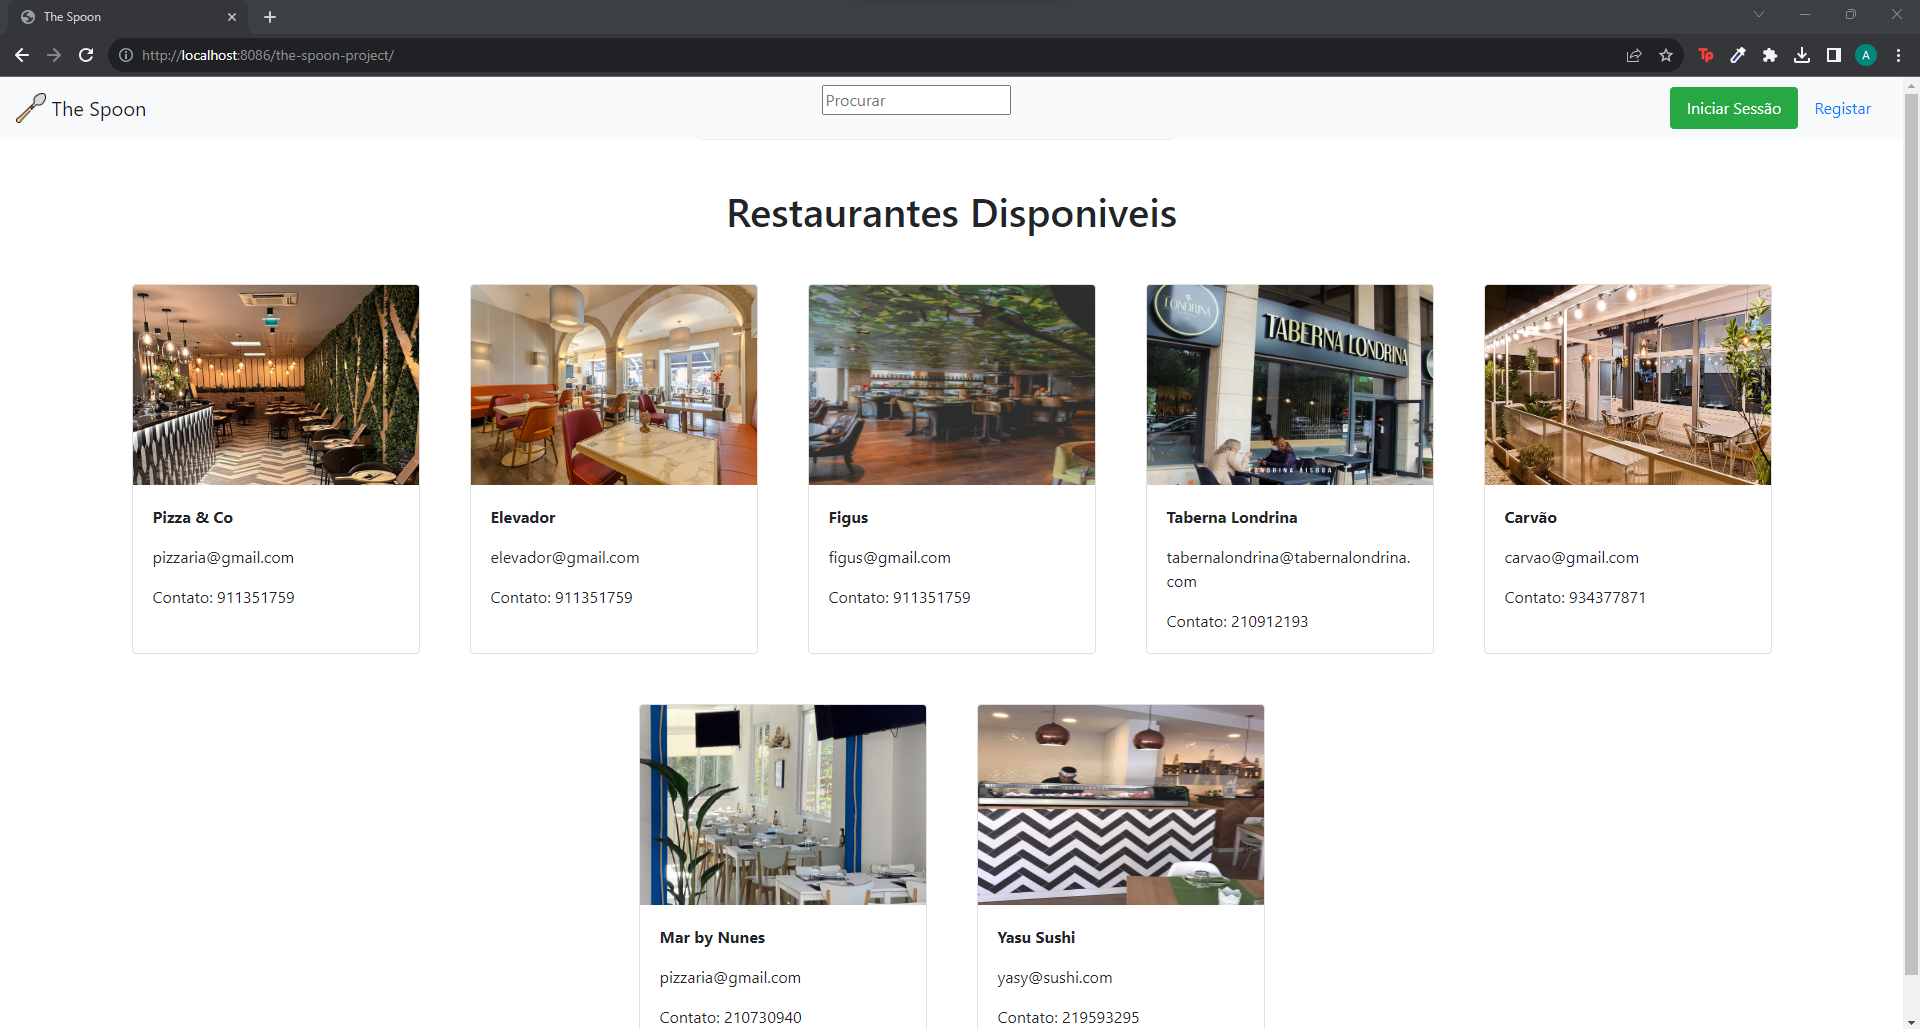 The Spoon
http://localhost:8086/the-spoon-project/
Tp
A
The Spoon
Procurar
Iniciar Sessão
Registar
Restaurantes Disponiveis
LONDRINA
TABERNA LONDRINA
Pizza & Co
pizzaria@gmail.com
Contato: 911351759
Elevador
elevador@gmail.com
Contato: 911351759
Figus
figus@gmail.com
Contato: 911351759
Taberna Londrina
tabernalondrina@tabernalondrina.
com
Contato: 210912193
Carvão
carvao@gmail.com
Contato: 934377871
Mar by Nunes
pizzaria@gmail.com
Contato: 210730940
Yasu Sushi
yasy@sushi.com
Contato: 219593295